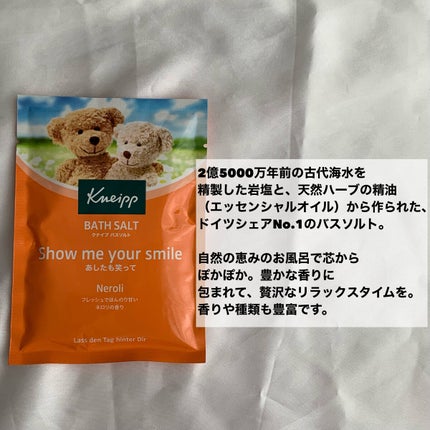 Kneipp
BATH SALT
クナイプ バスソルト
Show me your smile
あしたも笑って
Neroli
フレッシュでほんのり甘い
ネロリの香り
Lass den Tag hinter Dir
2億5000万年前の古代海水を
精製した岩塩と、天然ハーブの精油
（エッセンシャルオイル）から作られた、
ドイツシェアNo.1のバスソルト。
自然の恵みのお風呂で芯から
ぽかぽか。豊かな香りに
包まれて、贅沢なリラックスタイムを。
香りや種類も豊富です。